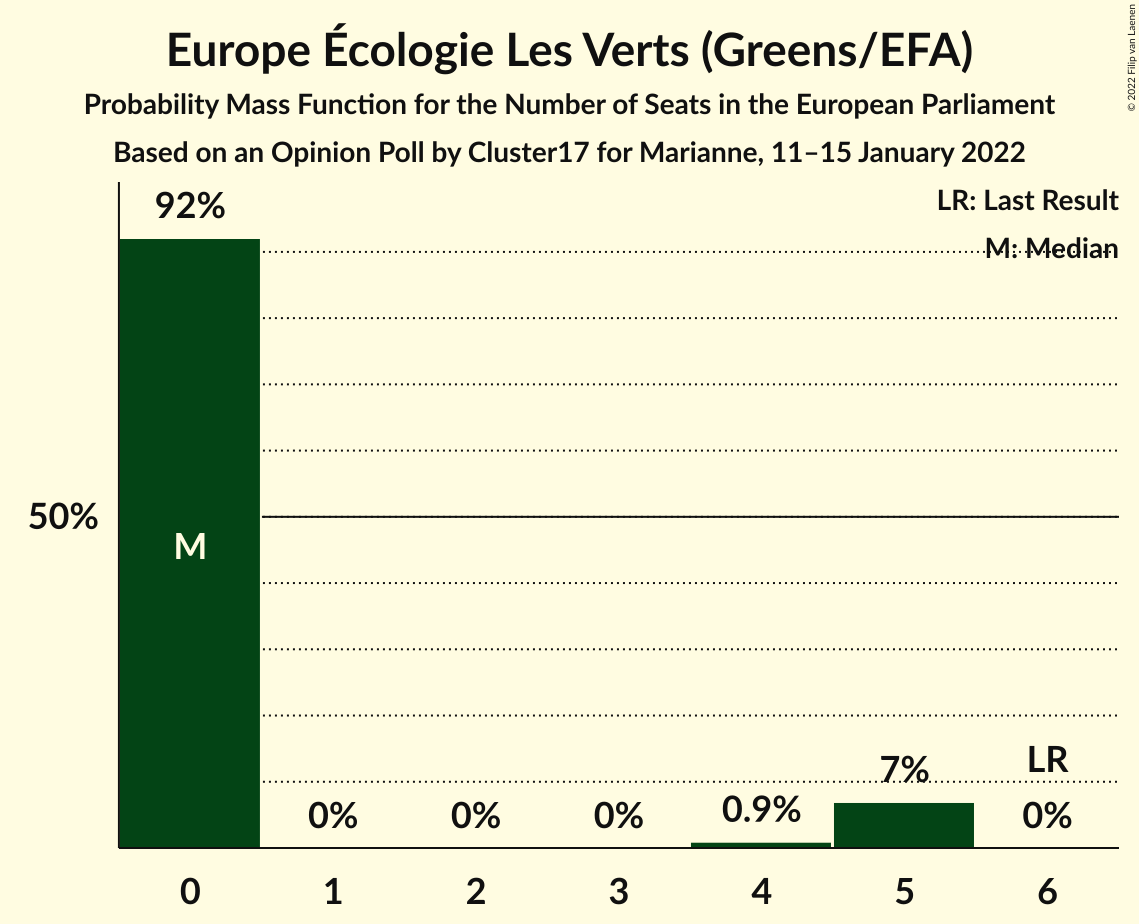 Europe Écologie Les Verts (Greens/EFA)
Probability Mass Function for the Number of Seats in the European Parliament
Based on an Opinion Poll by Cluster17 for Marianne, 11–15 January 2022
© 2022 Filip van Laenen
LR: Last Result
M: Median
92%
50%
M
0%
0%
0%
0.9%
7%
LR
0%
0
1
2
3
4
5
6